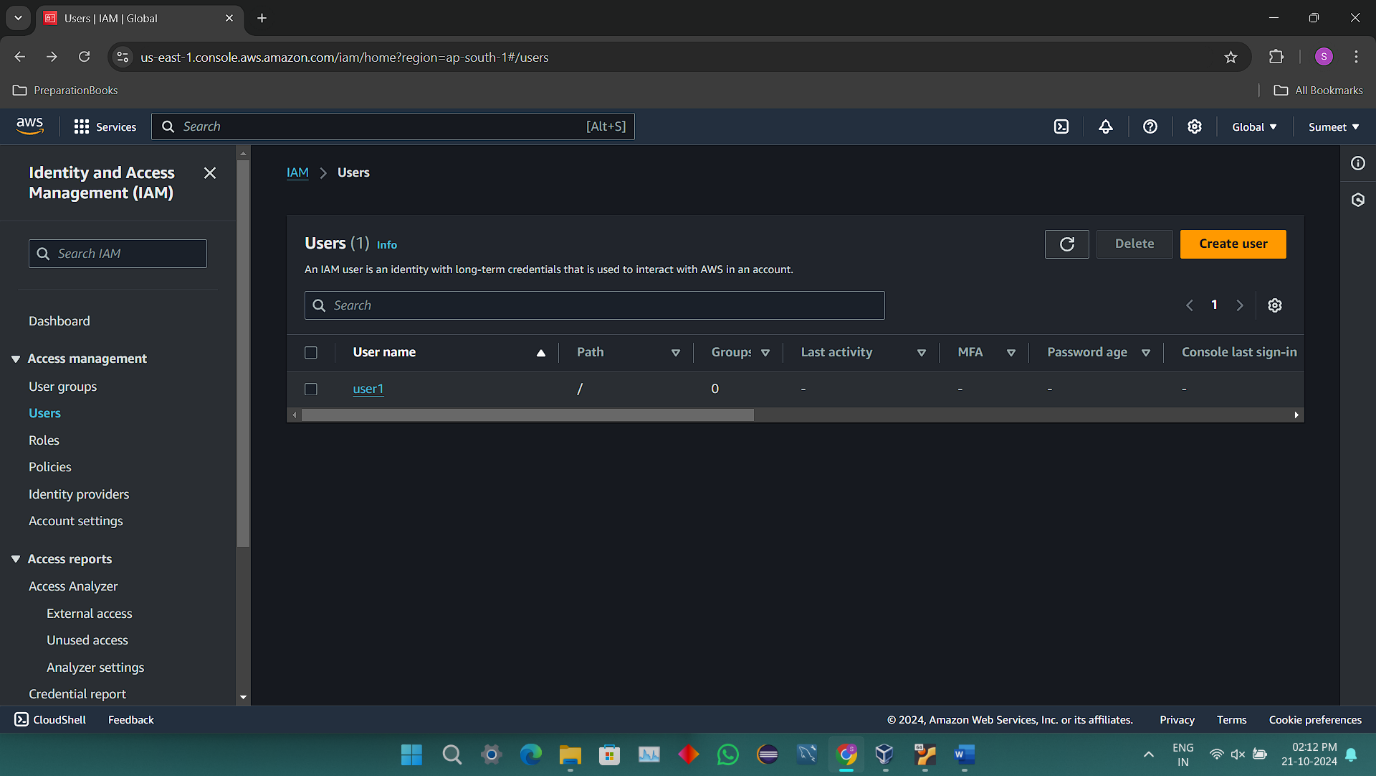 Users | IAM | Global
us-east-1.console.aws.amazon.com/iam/home?region=ap-south-1#/users
S
PreparationBooks
All Bookmarks
aws
Services
Search
[Alt+S]
Global
Sumeet
Identity and Access
Management (IAM)
Search IAM
Dashboard
Access management
User groups
Users
Roles
Policies
Identity providers
Account settings
Access reports
Access Analyzer
External access
Unused access
Analyzer settings
Credential report
IAM > Users
Users (1) Info
Delete
Create user
An IAM user is an identity with long-term credentials that is used to interact with AWS in an account.
Search
1
User name Path Groups Last activity MFA Password age Console last sign-in
user1 / 0 - - - -
CloudShell Feedback
© 2024, Amazon Web Services, Inc. or its affiliates. Privacy Terms Cookie preferences
ENG
IN
02:12 PM
21-10-2024